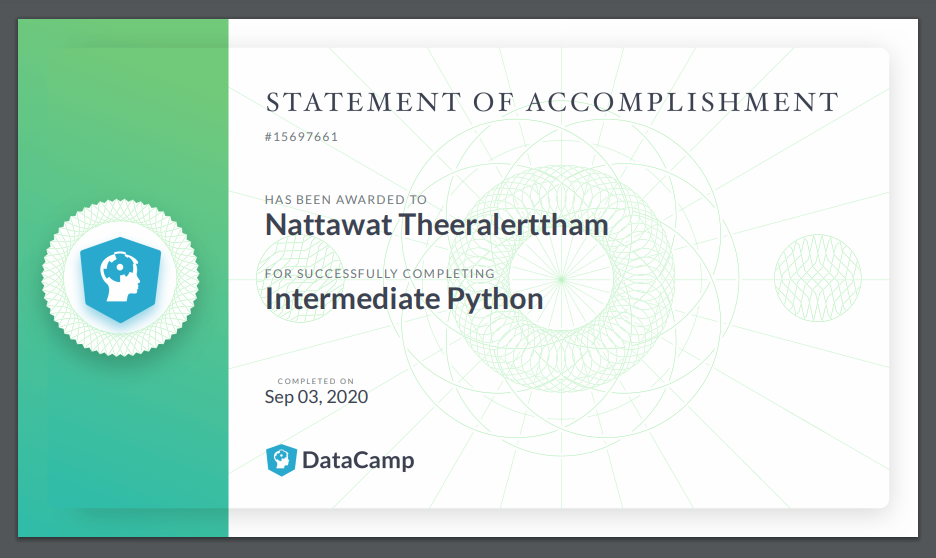 STATEMENT OF ACCOMPLISHMENT
#15697661
HAS BEEN AWARDED TO
Nattawat Theeralerttham
FOR SUCCESSFULLY COMPLETING
Intermediate Python
COMPLETED ON
Sep 03, 2020
DataCamp